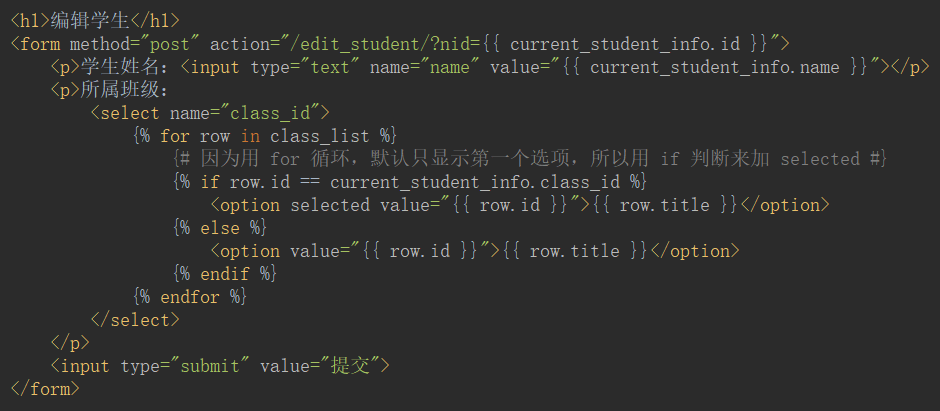 <h1>编辑学生</h1>
<form method="post" action="/edit_student/?nid={{ current_student_info.id }}">
    <p>学生姓名：<input type="text" name="name" value="{{ current_student_info.name }}"></p>
    <p>所属班级：
        <select name="class_id">
            {% for row in class_list %}
                {# 因为用 for 循环，默认只显示第一个选项，所以用 if 判断来加 selected #}
                {% if row.id == current_student_info.class_id %}
                    <option selected value="{{ row.id }}">{{ row.title }}</option>
                {% else %}
                    <option value="{{ row.id }}">{{ row.title }}</option>
                {% endif %}
            {% endfor %}
        </select>
    </p>
    <input type="submit" value="提交">
</form>